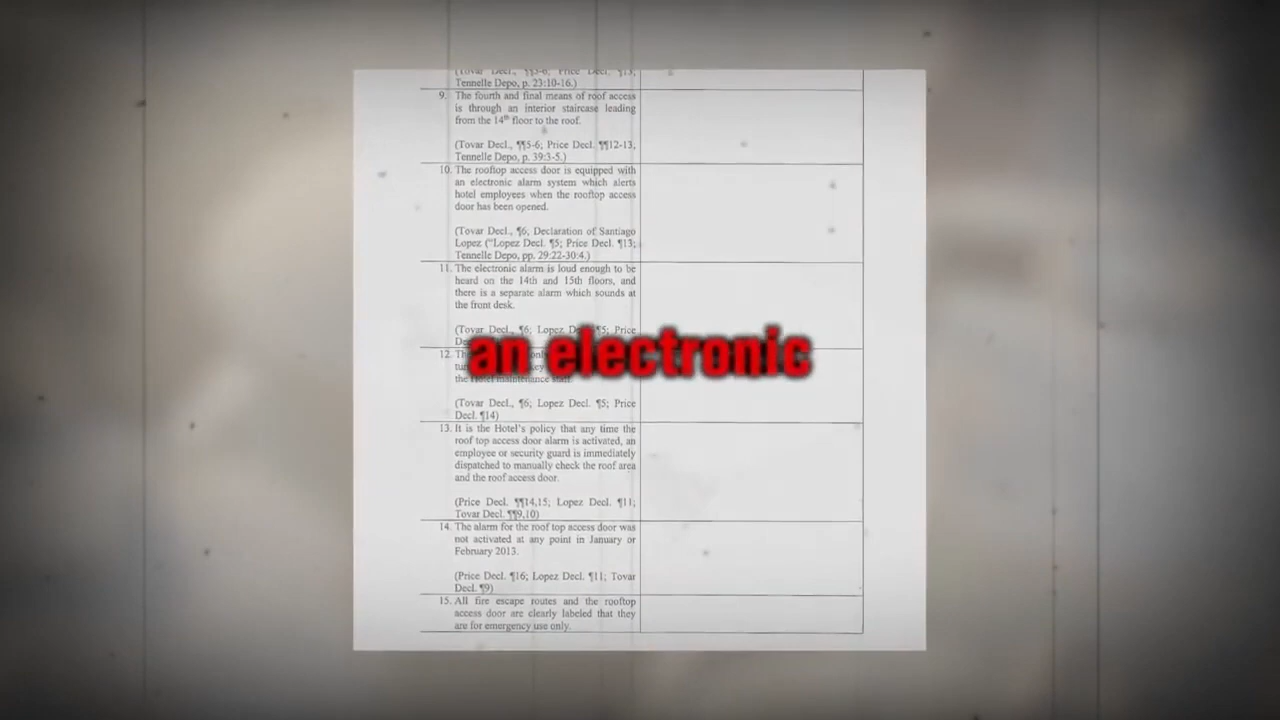 (Tovar Decl., ¶¶5-6; Price Decl. ¶13;
Tennelle Depo, p. 23:10-16.)
9. The fourth and final means of roof access
is through an interior staircase leading
from the 14th floor to the roof.
(Tovar Decl., ¶¶5-6; Price Decl. ¶¶12-13,
Tennelle Depo, p. 39:3-5.)
10. The rooftop access door is equipped with
an electronic alarm system which alerts
hotel employees when the rooftop access
door has been opened.
(Tovar Decl., ¶6, Declaration of Santiago
Lopez ("Lopez Decl. ¶5; Price Decl. ¶13;
Tennelle Depo, pp. 29:22-30:4.)
11. The electronic alarm is loud enough to be
heard on the 14th and 15th floors, and
there is a separate alarm which sounds at
the front desk.
(Tovar Decl., ¶6; Lopez Decl. ¶5; Price
an electronic
12.
the Hotel maintenance staff.
(Tovar Decl., ¶6; Lopez Decl. ¶5; Price
Decl. ¶14)
13. It is the Hotel's policy that any time the
roof top access door alarm is activated, an
employee or security guard is immediately
dispatched to manually check the roof area
and the roof access door.
(Price Decl. ¶¶14,15; Lopez Decl. ¶11;
Tovar Decl. ¶¶9,10)
14. The alarm for the roof top access door was
not activated at any point in January or
February 2013.
(Price Decl. ¶16; Lopez Decl. ¶11; Tovar
Decl. ¶9)
15. All fire escape routes and the rooftop
access door are clearly labeled that they
are for emergency use only.